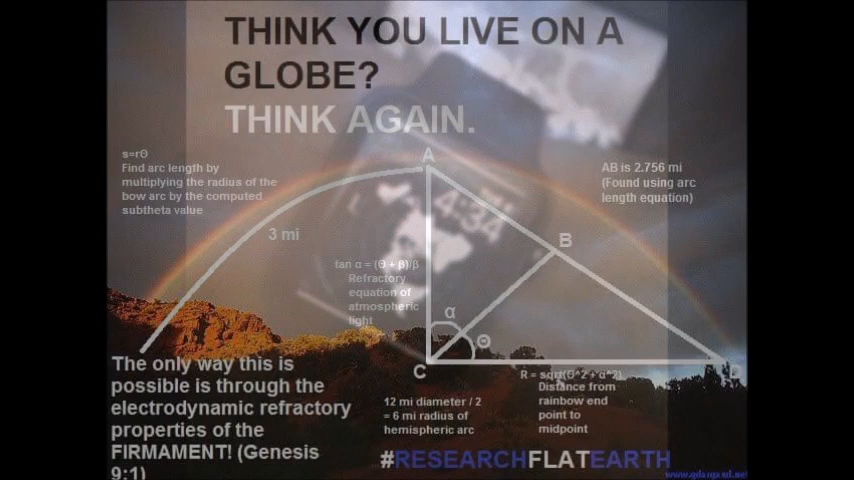 THINK YOU LIVE ON A
GLOBE?
THINK AGAIN.
s=rΘ
Find arc length by
multiplying the radius of the
bow arc by the computed
subtheta value
A
AB is 2.756 mi
(Found using arc
length equation)
4:34
3 mi
B
tan α = (Θ + β)/β
Refractory
equation of
atmospheric
light
α
Θ
C
D
The only way this is
possible is through the
electrodynamic refractory
properties of the
FIRMAMENT! (Genesis
9:1)
12 mi diameter / 2
= 6 mi radius of
hemispheric arc
R = sqrt(Θ^2 + α^2)
Distance from
rainbow end
point to
midpoint
#RESEARCHFLATEARTH